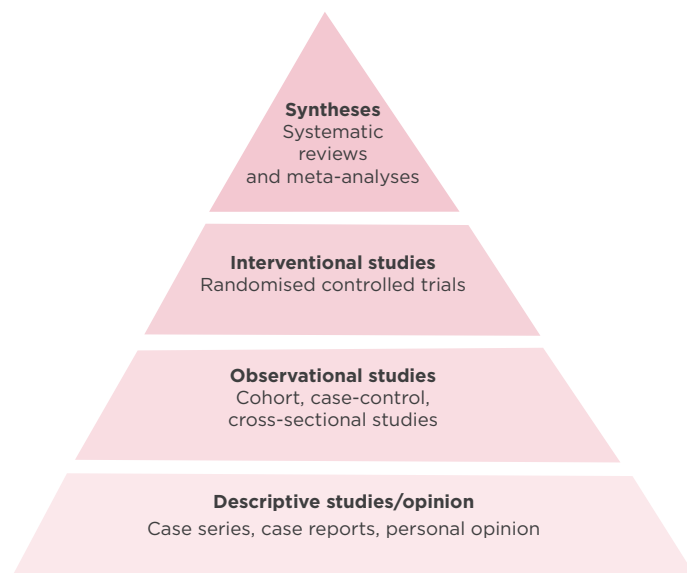 Syntheses
Systematic
reviews
and meta-analyses
Interventional studies
Randomised controlled trials
Observational studies
Cohort, case-control,
cross-sectional studies
Descriptive studies/opinion
Case series, case reports, personal opinion